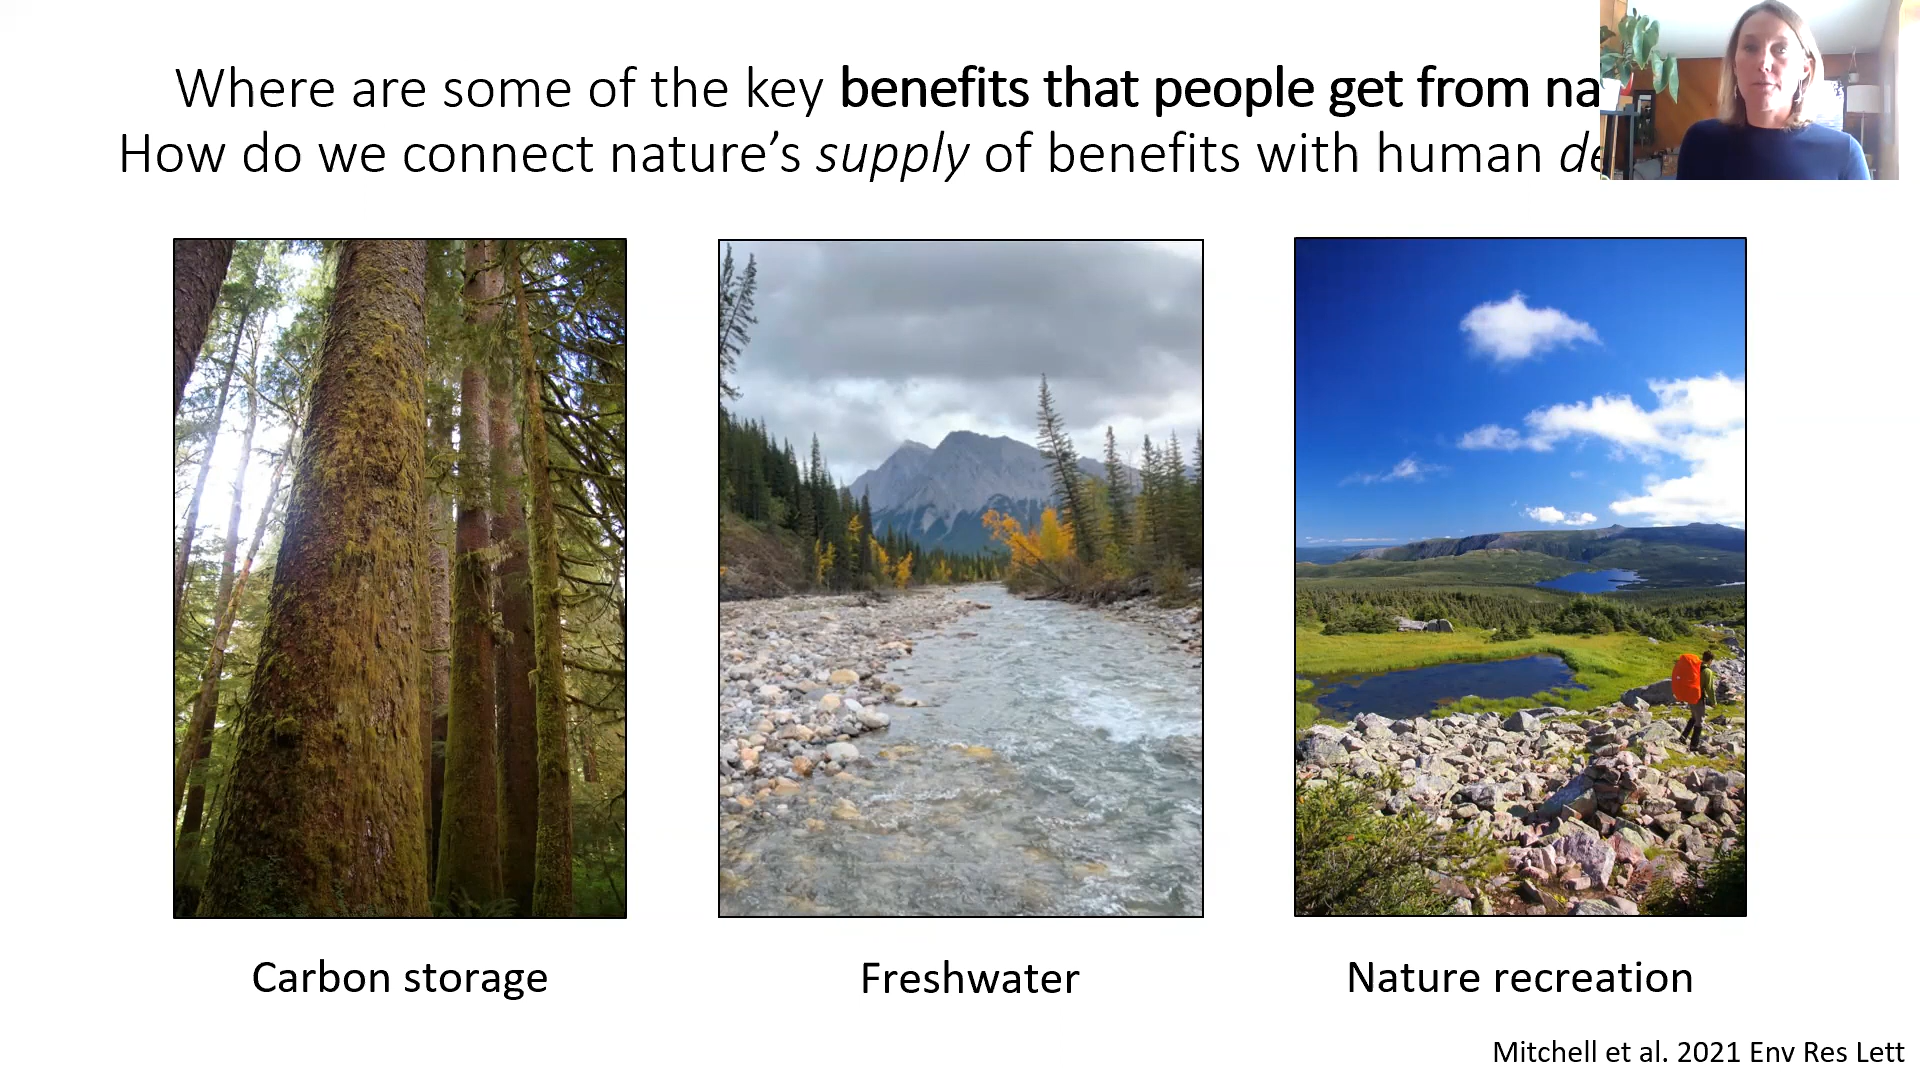 Where are some of the key benefits that people get from na
How do we connect nature’s supply of benefits with human de
Carbon storage
Freshwater
Nature recreation
Mitchell et al. 2021 Env Res Lett